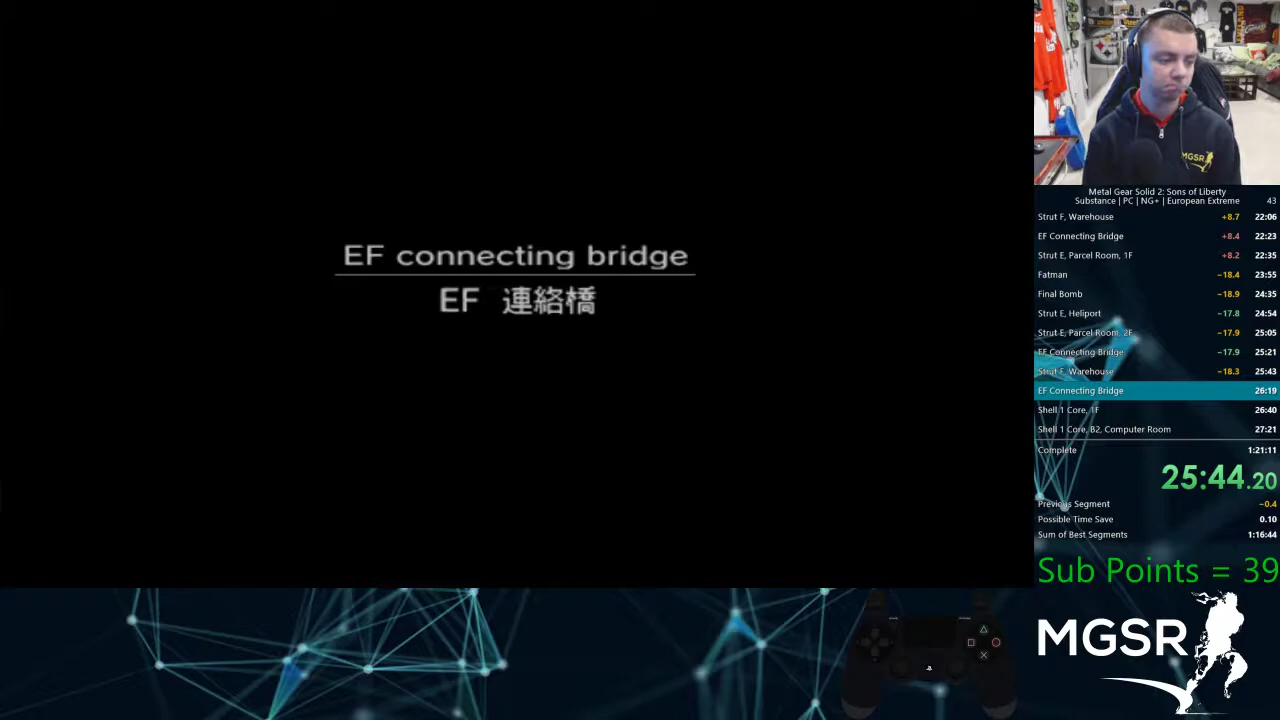 EF connecting bridge
EF 連絡橋
MGSR
Metal Gear Solid 2: Sons of Liberty
Substance | PC | NG+ | European Extreme 43
Strut F, Warehouse +8.7 22:06
EF Connecting Bridge +8.4 22:23
Strut E, Parcel Room, 1F +8.2 22:35
Fatman −18.4 23:55
Final Bomb −18.9 24:35
Strut E, Heliport −17.8 24:54
Strut E, Parcel Room, 2F −17.9 25:05
EF Connecting Bridge −17.9 25:21
Strut F, Warehouse −18.3 25:43
EF Connecting Bridge 26:19
Shell 1 Core, 1F 26:40
Shell 1 Core, B2, Computer Room 27:21
Complete 1:21:11
25:44.20
Previous Segment −0.4
Possible Time Save 0.10
Sum of Best Segments 1:16:44
Sub Points = 39
MGSR